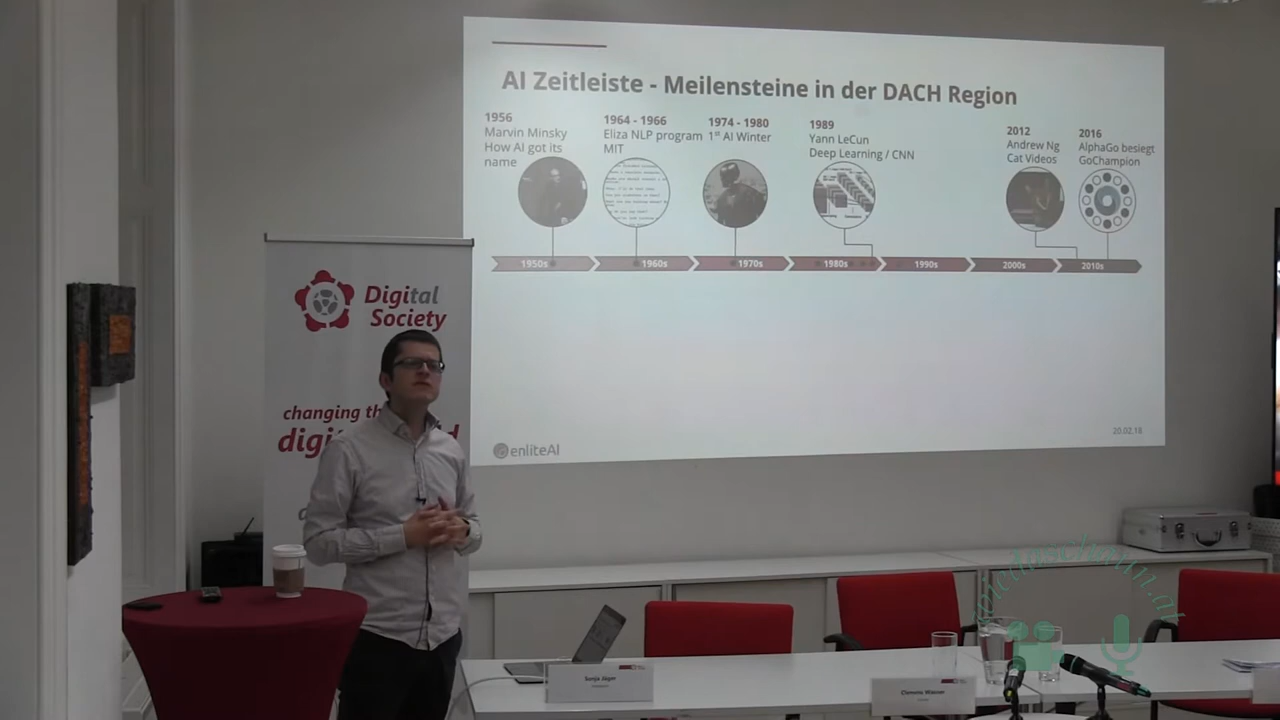 AI Zeitleiste - Meilensteine in der DACH Region
1956
Marvin Minsky
How AI got its
name
1964 - 1966
Eliza NLP program
MIT
1974 - 1980
1st AI Winter
1989
Yann LeCun
Deep Learning / CNN
2012
Andrew Ng
Cat Videos
2016
AlphaGo besiegt
GoChampion
1950s
1960s
1970s
1980s
1990s
2000s
2010s
enliteAI
20.02.18
Digital
Society
changing th
digi
d
Sonja Jäger